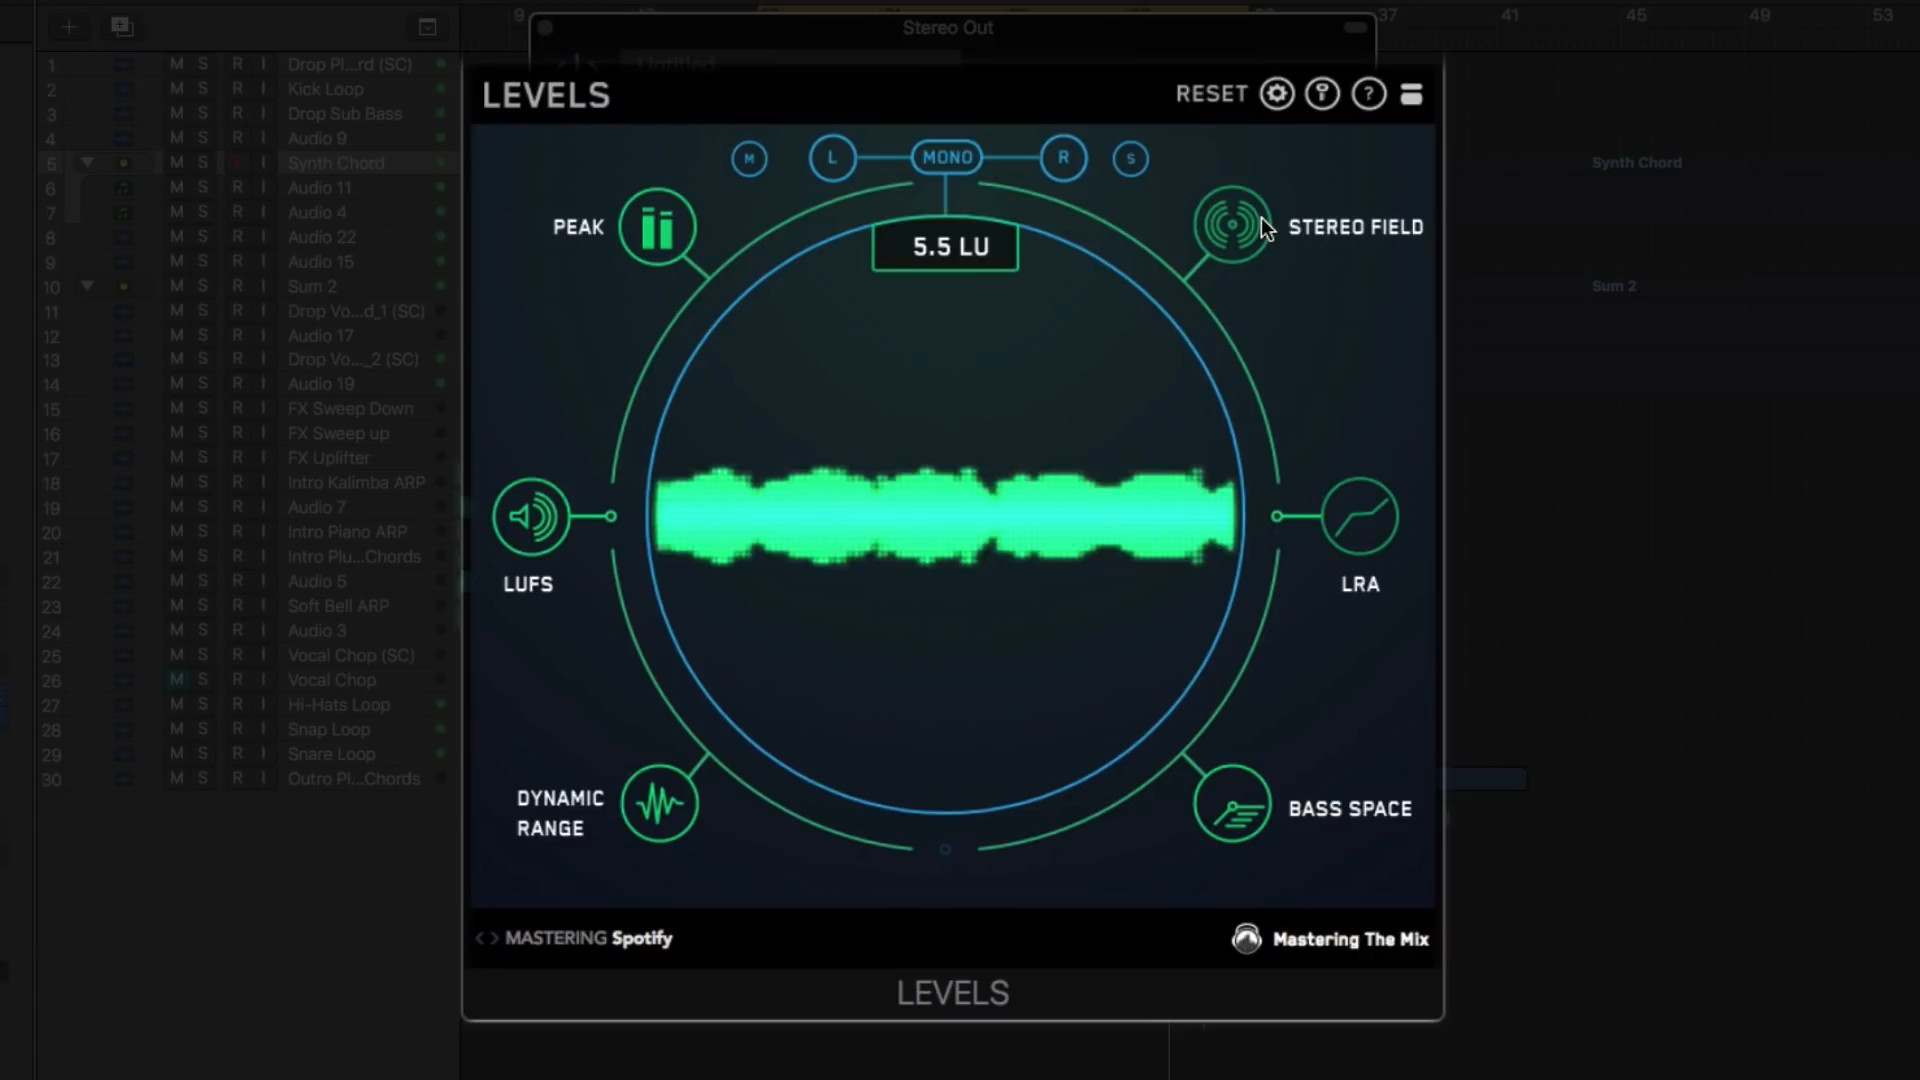 9
37
41
45
49
53
Stereo Out
Untitled
LEVELS
RESET
?
M
L
MONO
R
S
PEAK
5.5 LU
STEREO FIELD
LUFS
LRA
DYNAMIC
RANGE
BASS SPACE
<> MASTERING Spotify
Mastering The Mix
LEVELS
1 M S R I Drop Pl...rd (SC)
2 M S R I Kick Loop
3 M S R I Drop Sub Bass
4 M S R I Audio 9
5 M S R I Synth Chord
6 M S R I Audio 11
7 M S R I Audio 4
8 M S R I Audio 22
9 M S R I Audio 15
10 M S R I Sum 2
11 M S R I Drop Vo...d_1 (SC)
12 M S R I Audio 17
13 M S R I Drop Vo..._2 (SC)
14 M S R I Audio 19
15 M S R I FX Sweep Down
16 M S R I FX Sweep up
17 M S R I FX Uplifter
18 M S R I Intro Kalimba ARP
19 M S R I Audio 7
20 M S R I Intro Piano ARP
21 M S R I Intro Plu...Chords
22 M S R I Audio 5
23 M S R I Soft Bell ARP
24 M S R I Audio 3
25 M S R I Vocal Chop (SC)
26 M S R I Vocal Chop
27 M S R I Hi-Hats Loop
28 M S R I Snap Loop
29 M S R I Snare Loop
30 M S R I Outro Pl...Chords
Synth Chord
Sum 2